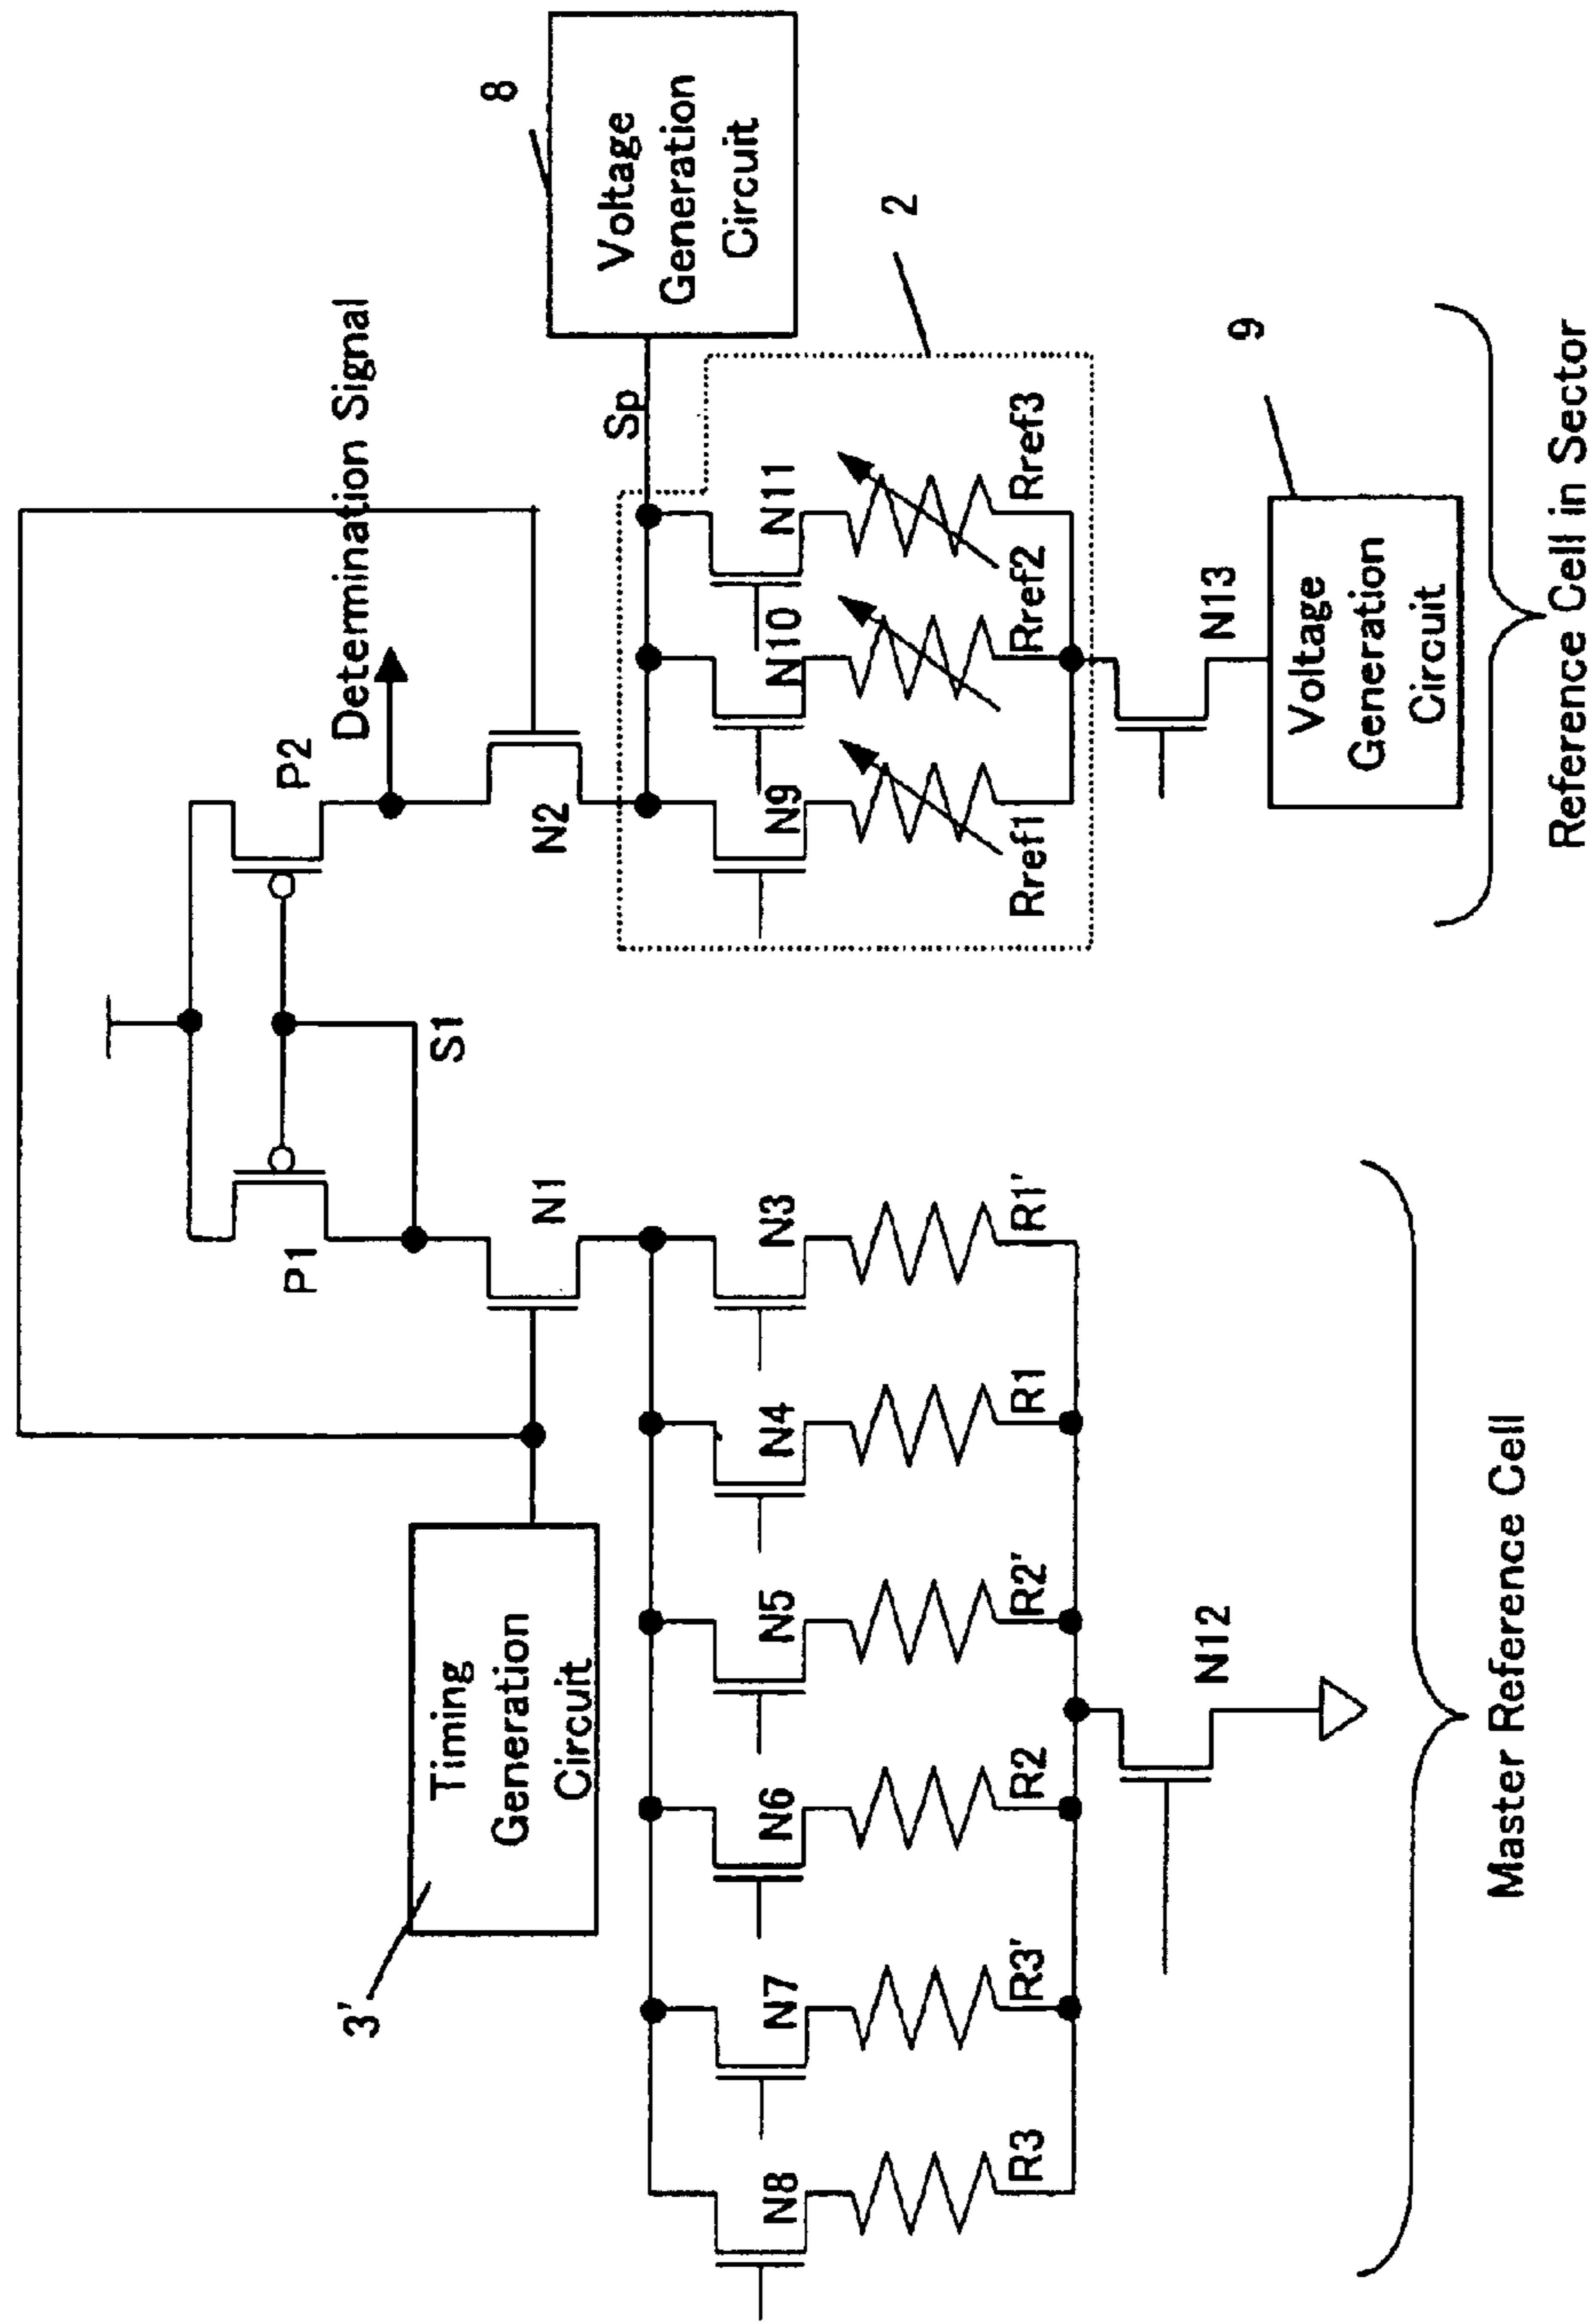 P1
P2
S1
Determination Signal
3'
Timing
Generation
Circuit
N1
N2
8
Voltage
Generation
Circuit
Sp
2
N8
N7
N6
N5
N4
N3
N9
N10
N11
R3
R3'
R2
R2'
R1
R1'
Rref1
Rref2
Rref3
N12
N13
9
Voltage
Generation
Circuit
Master Reference Cell
Reference Cell in Sector